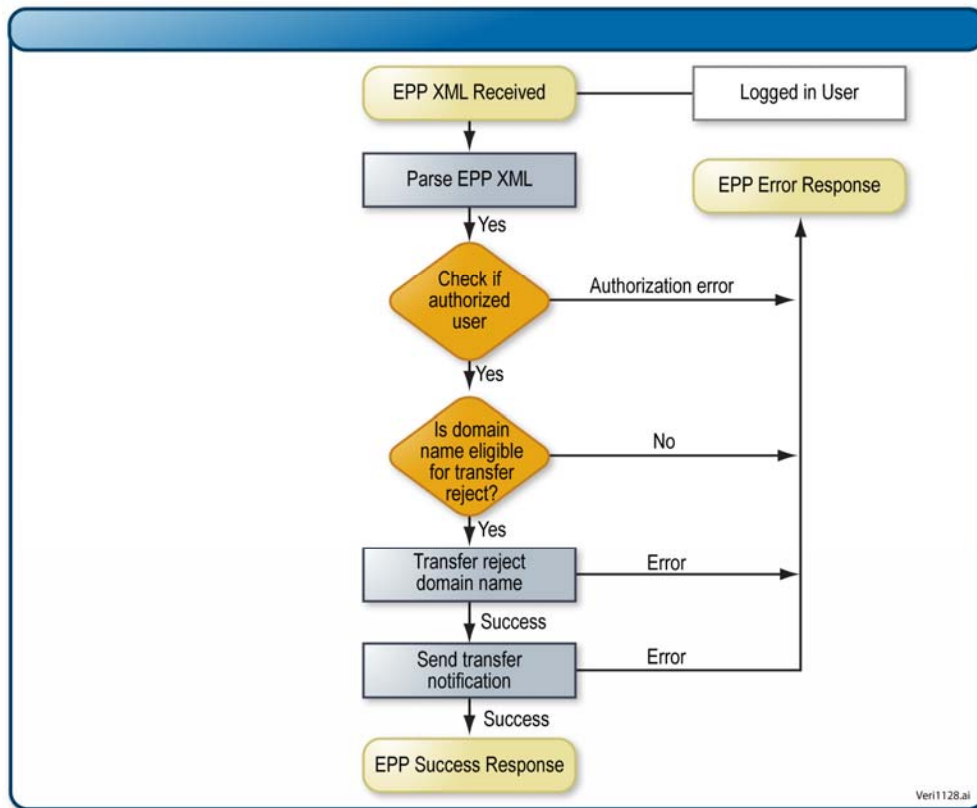 EPP XML Received
Logged in User
Parse EPP XML
EPP Error Response
Yes
Check if
authorized
user
Authorization error
Yes
Is domain
name eligible
for transfer
reject?
No
Yes
Transfer reject
domain name
Error
Success
Send transfer
notification
Error
Success
EPP Success Response
Veri1128.ai